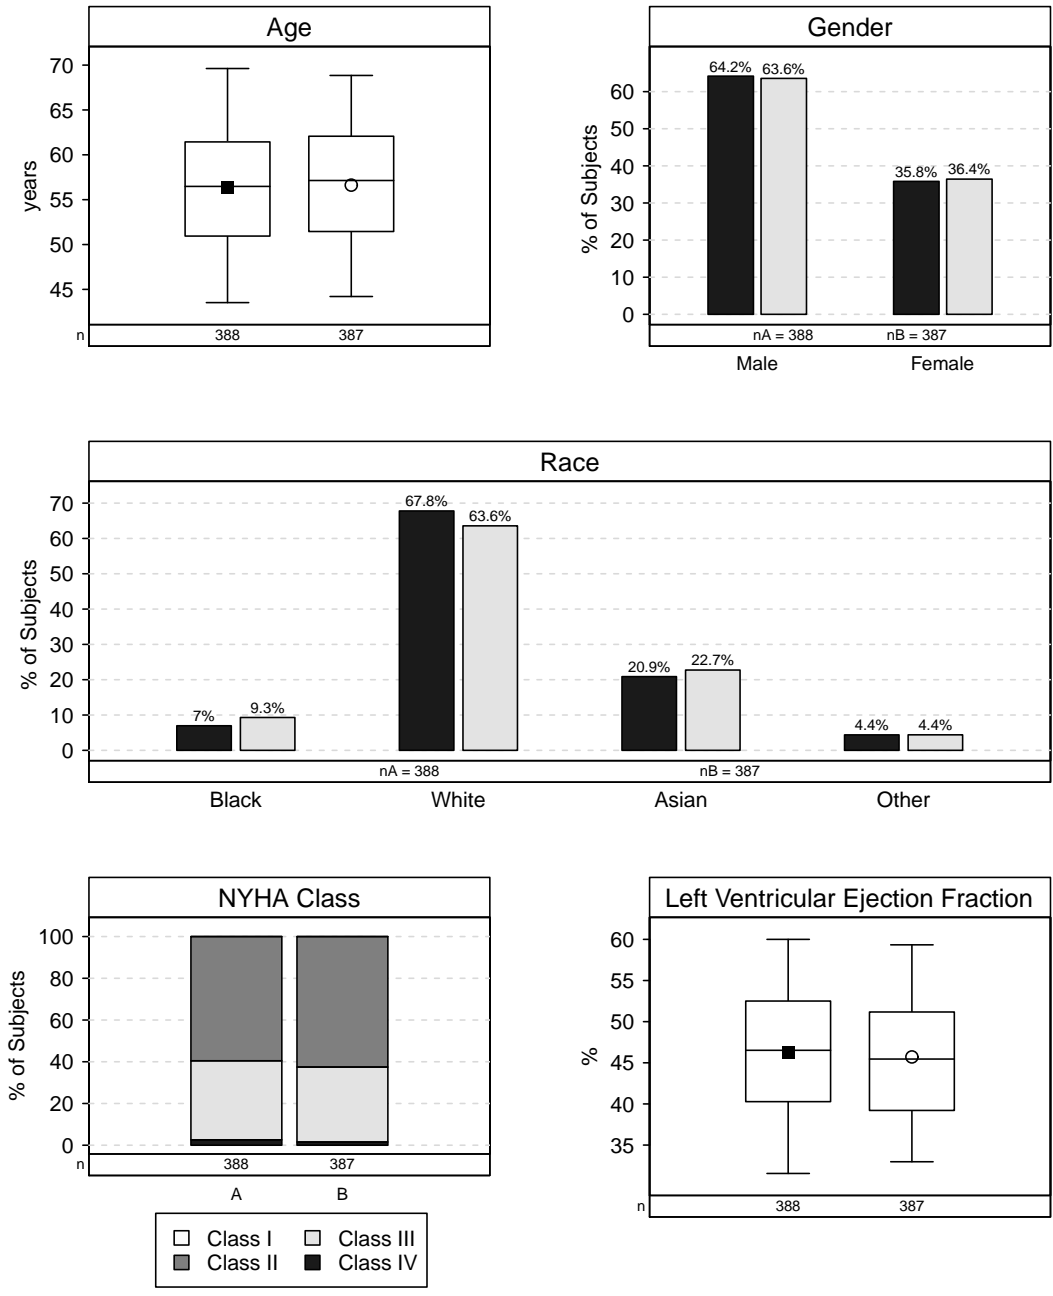 Age
years
70
65
60
55
50
45
n
388
387
Gender
% of Subjects
60
50
40
30
20
10
0
64.2%
63.6%
35.8%
36.4%
nA = 388
nB = 387
Male
Female
Race
% of Subjects
70
60
50
40
30
20
10
0
7%
9.3%
67.8%
63.6%
20.9%
22.7%
4.4%
4.4%
nA = 388
nB = 387
Black
White
Asian
Other
NYHA Class
% of Subjects
100
80
60
40
20
0
n
388
387
A
B
Class I
Class III
Class II
Class IV
Left Ventricular Ejection Fraction
%
60
55
50
45
40
35
n
388
387